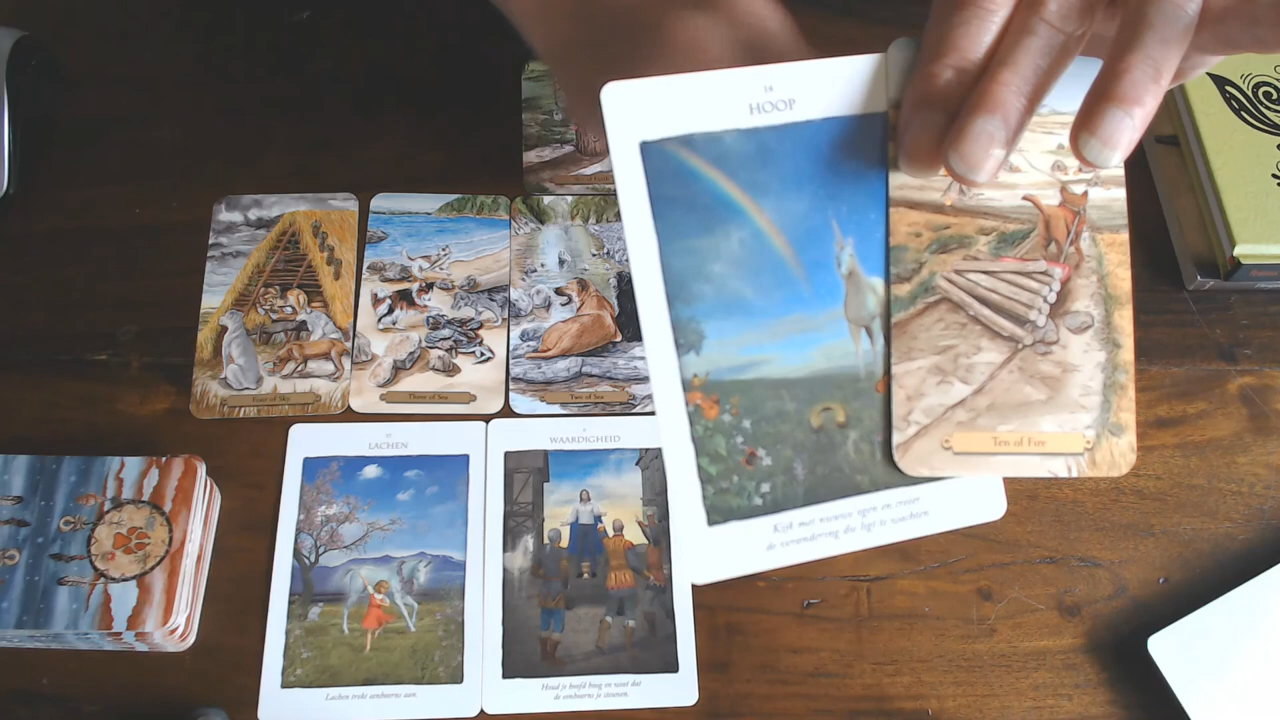 18
HOOP
Kijk met nieuwe ogen en ervaar
de verandering die ligt te wachten
Ten of Fire
Four of Sky
Three of Sea
Two of Sea
LACHEN
Lachen trekt eenhoorns aan.
WAARDIGHEID
Houd je hoofd hoog en weet dat
de eenhoorns je steunen.